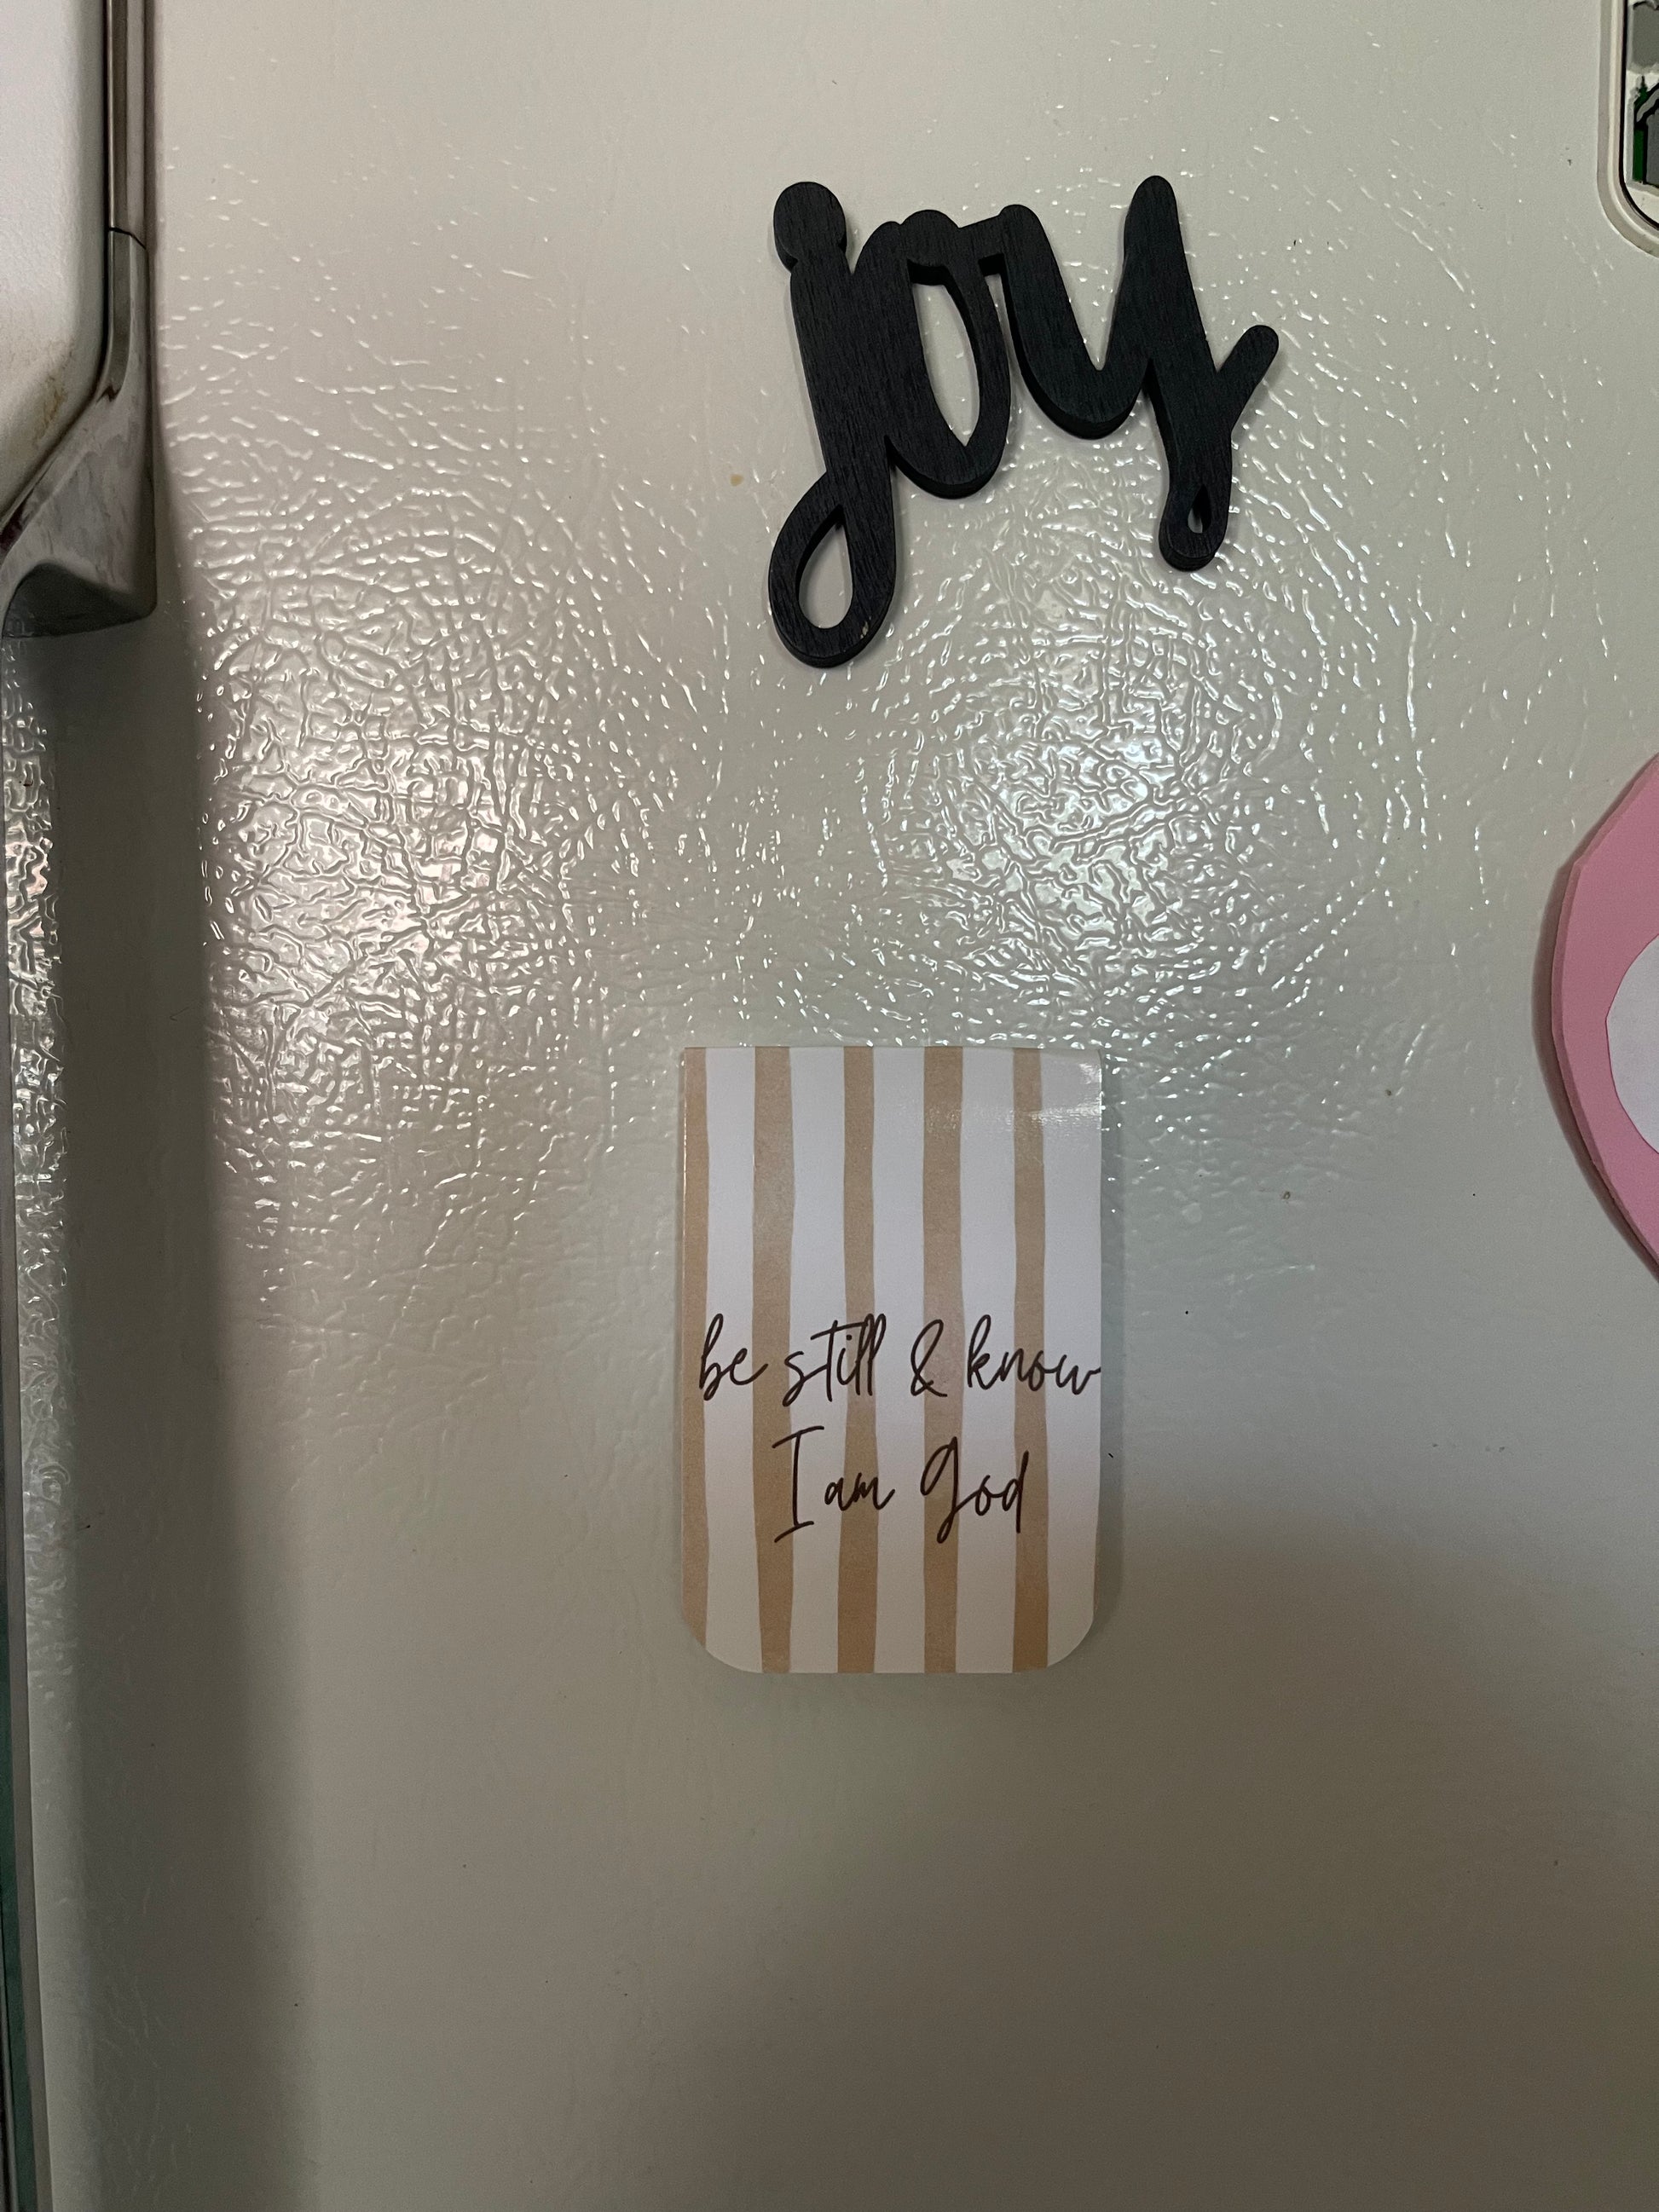 joy
be still & know
I am God